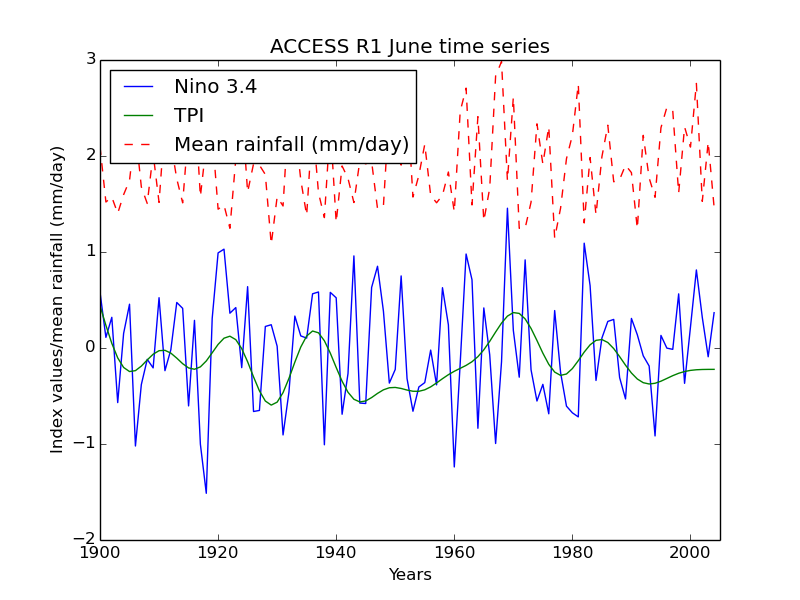 ACCESS R1 June time series
Nino 3.4
TPI
Mean rainfall (mm/day)
Index values/mean rainfall (mm/day)
3
2
1
0
−1
−2
1900 1920 1940 1960 1980 2000
Years